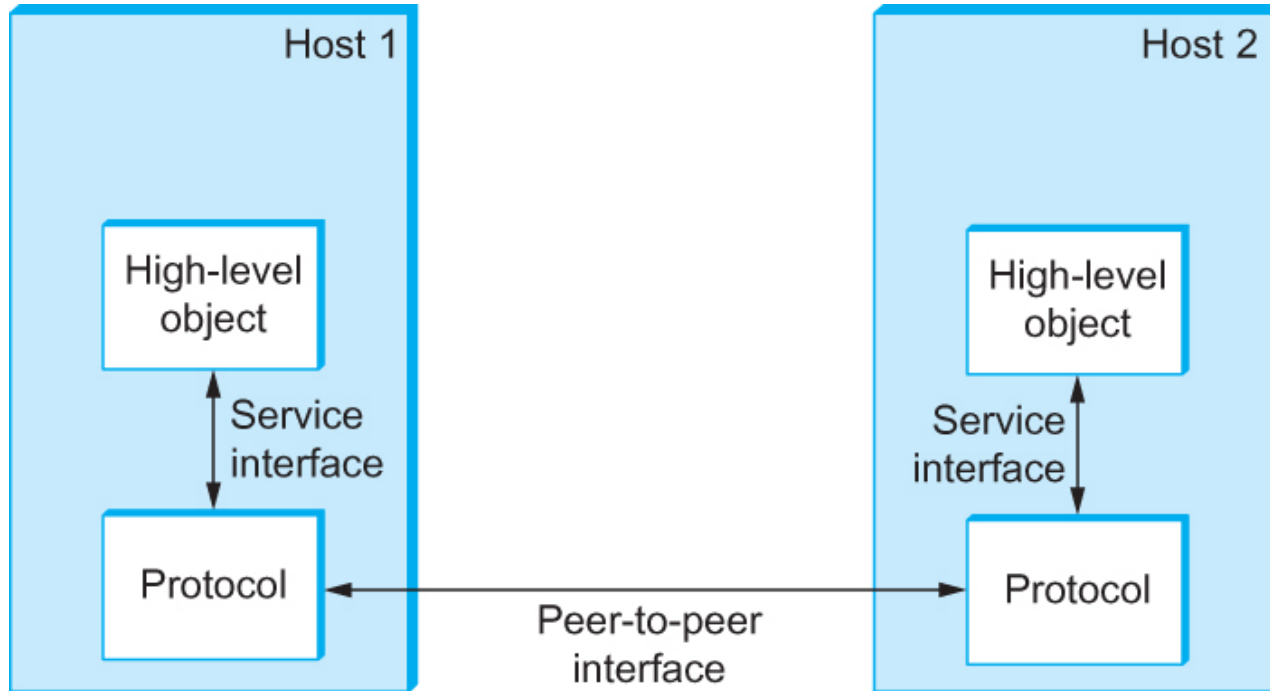 Host 1
High-level
object
Service
interface
Protocol
Peer-to-peer
interface
Host 2
High-level
object
Service
interface
Protocol